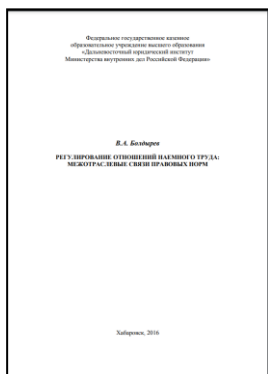 Федеральное государственное казенное
образовательное учреждение высшего образования
«Дальневосточный юридический институт
Министерства внутренних дел Российской Федерации»
В.А. Болдырев
РЕГУЛИРОВАНИЕ ОТНОШЕНИЙ НАЕМНОГО ТРУДА:
МЕЖОТРАСЛЕВЫЕ СВЯЗИ ПРАВОВЫХ НОРМ
Хабаровск, 2016